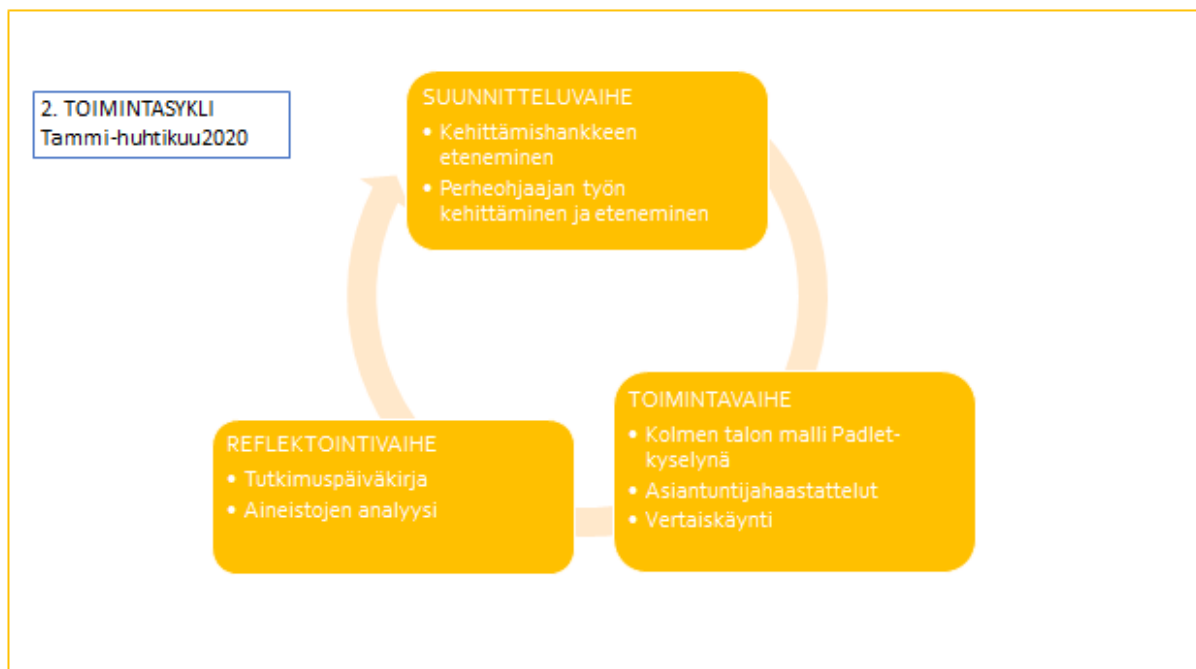 2. TOIMINTASYKLI
Tammi-huhtikuu2020
SUUNNITTELUVAIHE
• Kehittämishankkeen
eteneminen
• Perheohjaajan työn
kehittäminen ja eteneminen
TOIMINTAVAIHE
• Kolmen talon malli Padlet-
kyselynä
• Asiantuntijahaastattelut
• Vertaiskäynti
REFLEKTOINTIVAIHE
• Tutkimuspäiväkirja
• Aineistojen analyysi